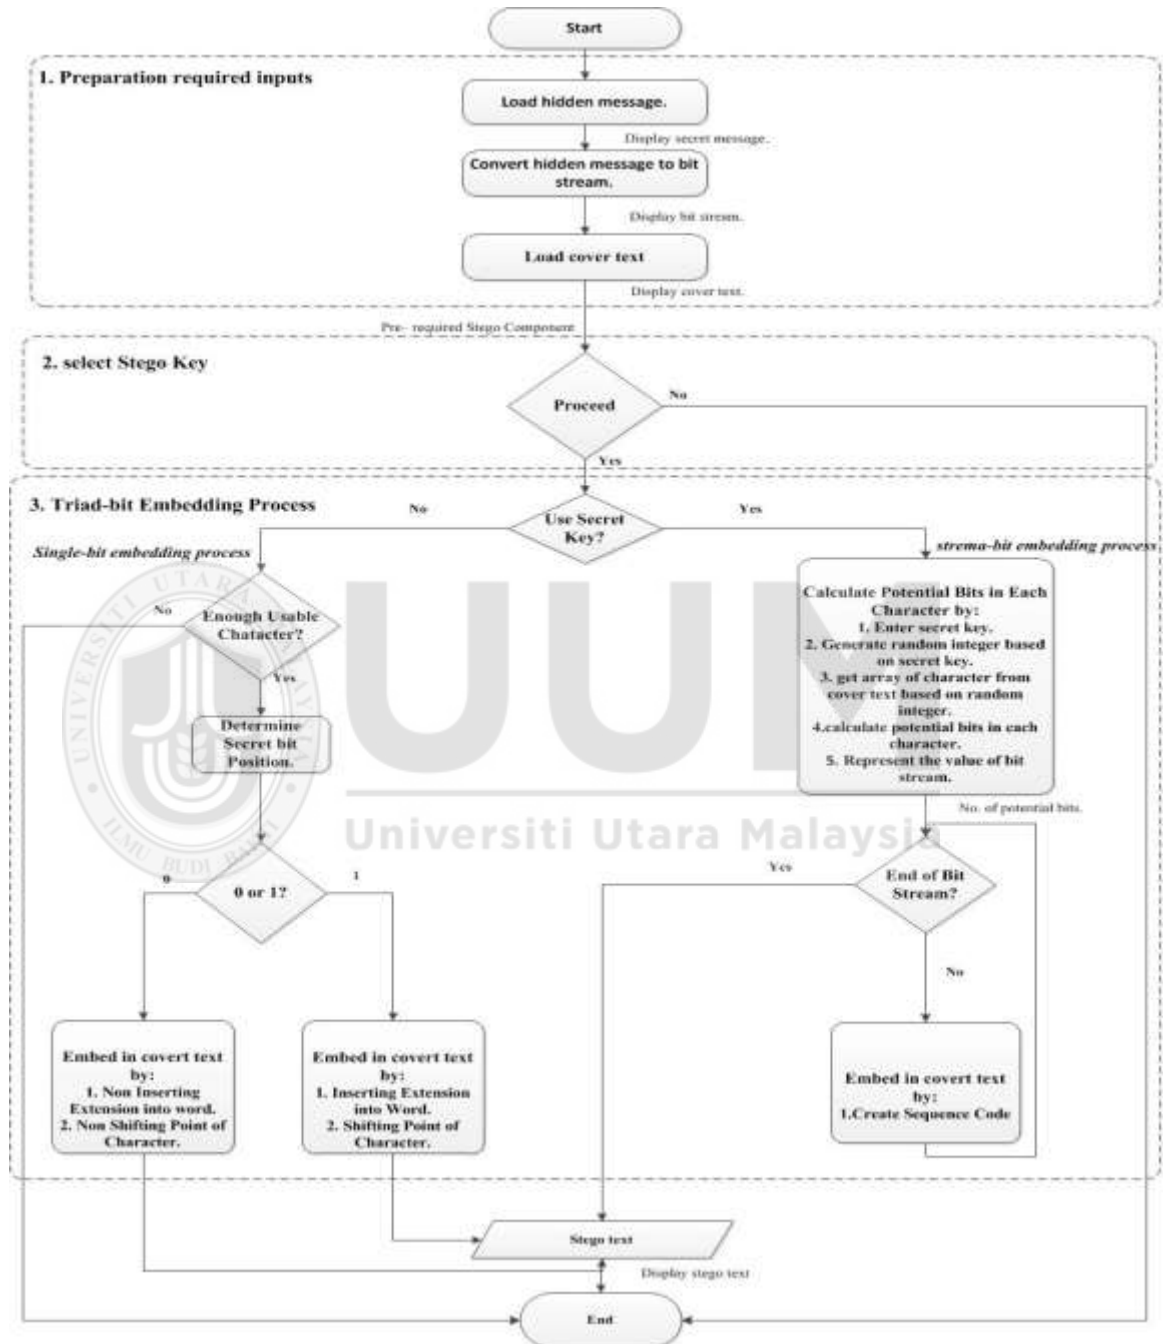 Start
1. Preparation required inputs
Load hidden message.
Display secret message.
Convert hidden message to bit
stream.
Display bit stream.
Load cover text
Display cover text.
Pre- required Stego Component
2. select Stego Key
Proceed
No
Yes
3. Triad-bit Embedding Process
No
Use Secret
Key?
Yes
Single-bit embedding process
strema-bit embedding process.
No
Enough Usable
Chatacter?
Yes
Determine
Secret bit
Position.
0
0 or 1?
1
Embed in covert text
by:
1. Non Inserting
Extension into word.
2. Non Shifting Point of
Character.
Embed in covert text
by:
1. Inserting Extension
into Word.
2. Shifting Point of
Character.
Calculate Potential Bits in Each
Character by:
1. Enter secret key.
2. Generate random integer based
on secret key.
3. get array of character from
cover text based on random
integer.
4.calculate potential bits in each
character.
5. Represent the value of bit
stream.
No. of potential bits.
Yes
End of Bit
Stream?
No
Embed in covert text
by:
1.Create Sequence Code
Stego text
Display stego text
End
UUM
Universiti Utara Malaysia
UNIVERSITI UTARA MALAYSIA
ILMU BUDI BAKTI